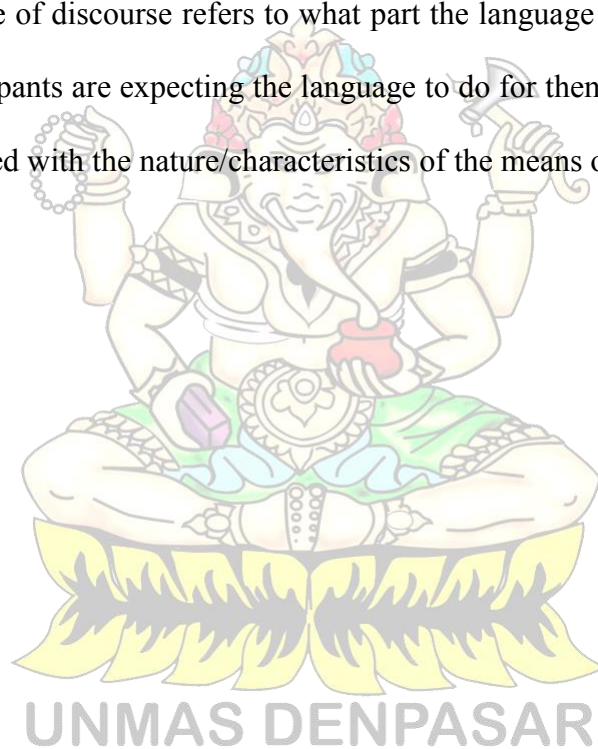 e of discourse refers to what part the language
pants are expecting the language to do for them
ed with the nature/characteristics of the means o
UNMAS DENPASAR